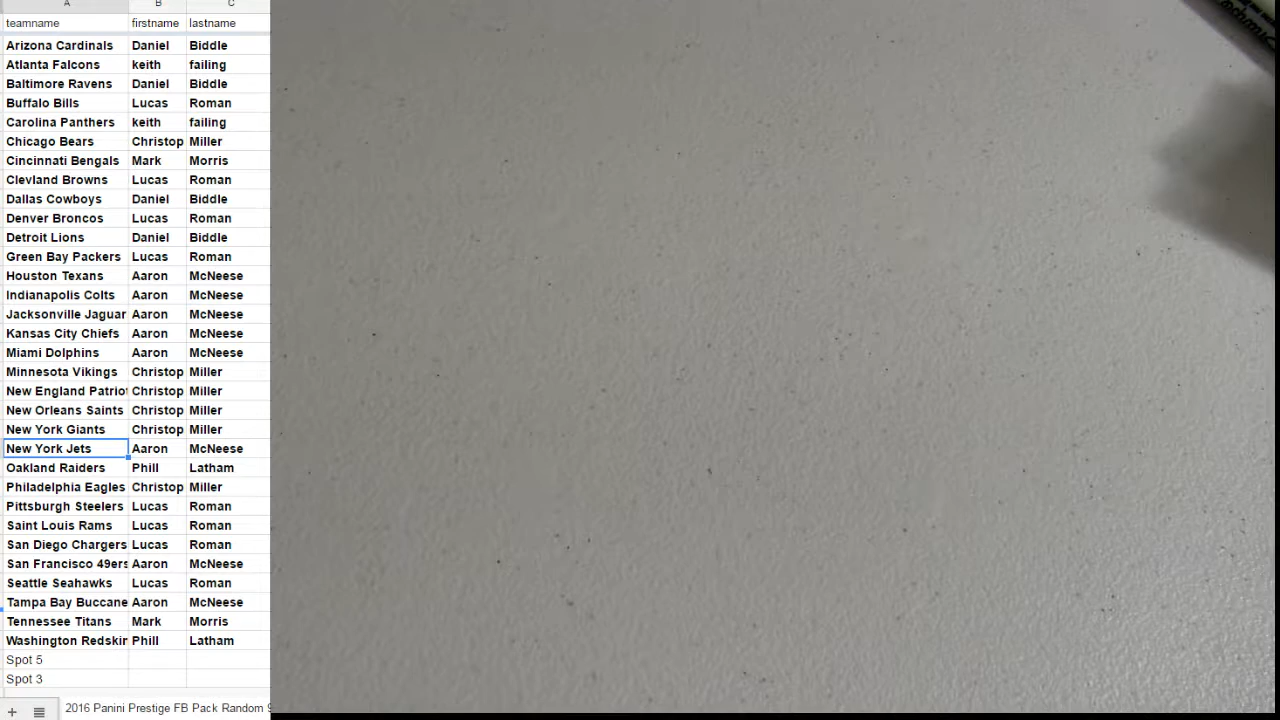 A B C
teamname firstname lastname
Arizona Cardinals Daniel Biddle
Atlanta Falcons keith failing
Baltimore Ravens Daniel Biddle
Buffalo Bills Lucas Roman
Carolina Panthers keith failing
Chicago Bears Christop Miller
Cincinnati Bengals Mark Morris
Clevland Browns Lucas Roman
Dallas Cowboys Daniel Biddle
Denver Broncos Lucas Roman
Detroit Lions Daniel Biddle
Green Bay Packers Lucas Roman
Houston Texans Aaron McNeese
Indianapolis Colts Aaron McNeese
Jacksonville Jaguar Aaron McNeese
Kansas City Chiefs Aaron McNeese
Miami Dolphins Aaron McNeese
Minnesota Vikings Christop Miller
New England Patriot Christop Miller
New Orleans Saints Christop Miller
New York Giants Christop Miller
New York Jets Aaron McNeese
Oakland Raiders Phill Latham
Philadelphia Eagles Christop Miller
Pittsburgh Steelers Lucas Roman
Saint Louis Rams Lucas Roman
San Diego Chargers Lucas Roman
San Francisco 49ers Aaron McNeese
Seattle Seahawks Lucas Roman
Tampa Bay Buccane Aaron McNeese
Tennessee Titans Mark Morris
Washington Redskin Phill Latham
Spot 5
Spot 3
2016 Panini Prestige FB Pack Random 9